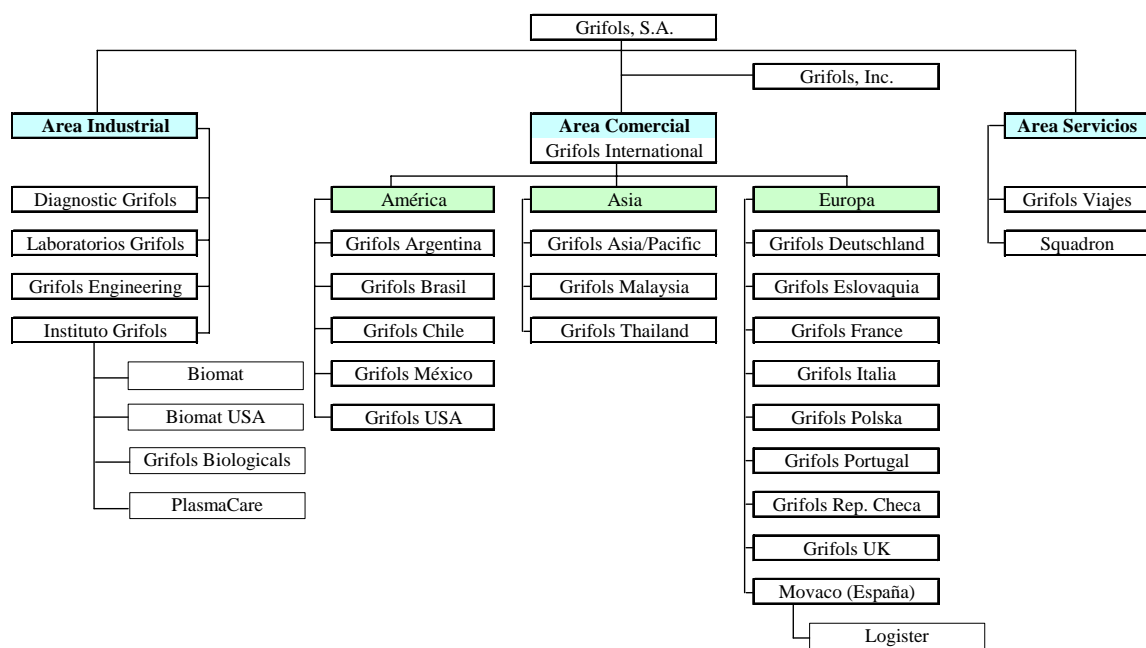 Grifols, S.A.
Grifols, Inc.
Area Industrial
Diagnostic Grifols
Laboratorios Grifols
Grifols Engineering
Instituto Grifols
Biomat
Biomat USA
Grifols Biologicals
PlasmaCare
Area Comercial
Grifols International
América
Grifols Argentina
Grifols Brasil
Grifols Chile
Grifols México
Grifols USA
Asia
Grifols Asia/Pacific
Grifols Malaysia
Grifols Thailand
Europa
Grifols Deutschland
Grifols Eslovaquia
Grifols France
Grifols Italia
Grifols Polska
Grifols Portugal
Grifols Rep. Checa
Grifols UK
Movaco (España)
Logister
Area Servicios
Grifols Viajes
Squadron